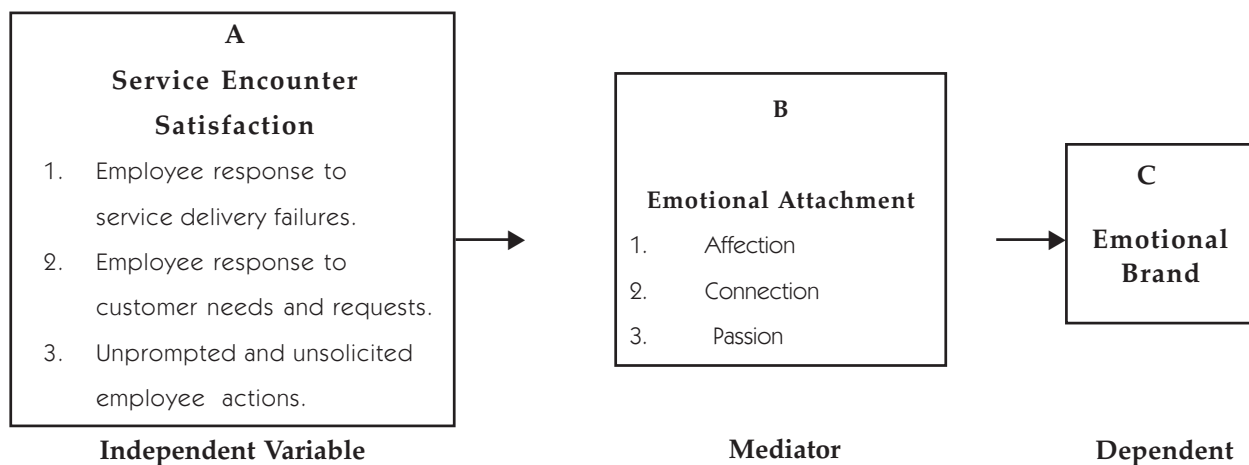 A
Service Encounter
Satisfaction
1. Employee response to
service delivery failures.
2. Employee response to
customer needs and requests.
3. Unprompted and unsolicited
employee actions.
Independent Variable
B
Emotional Attachment
1. Affection
2. Connection
3. Passion
Mediator
C
Emotional
Brand
Dependent